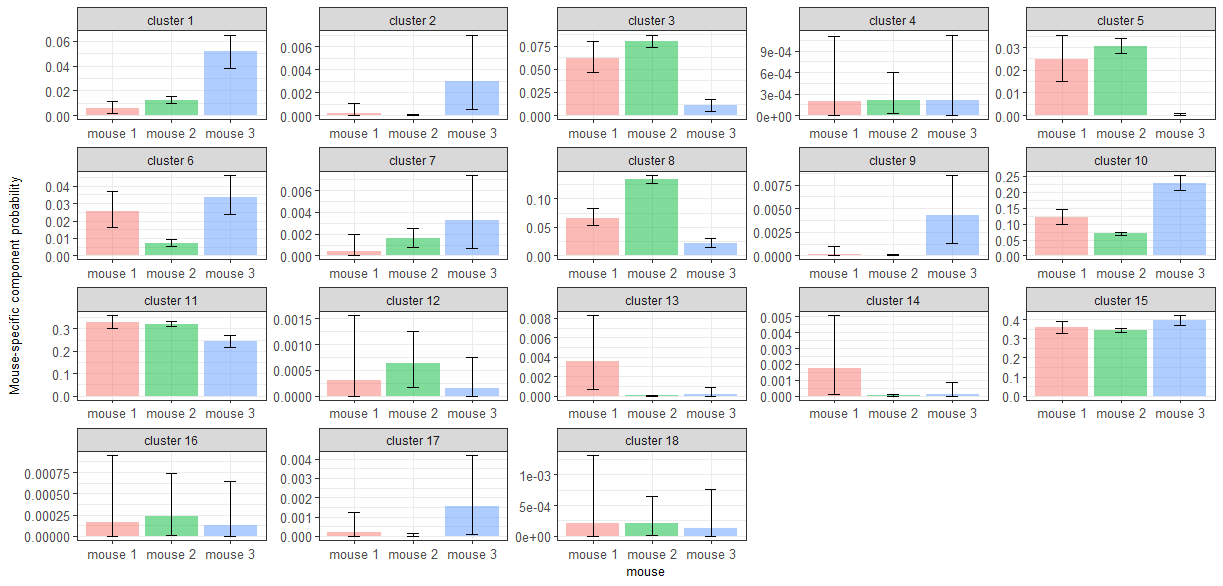 Mouse-specific component probability
cluster 1
0.06
0.04
0.02
0.00
mouse 1 mouse 2 mouse 3
cluster 2
0.006
0.004
0.002
0.000
mouse 1 mouse 2 mouse 3
cluster 3
0.075
0.050
0.025
0.000
mouse 1 mouse 2 mouse 3
cluster 4
9e-04
6e-04
3e-04
0e+00
mouse 1 mouse 2 mouse 3
cluster 5
0.03
0.02
0.01
0.00
mouse 1 mouse 2 mouse 3
cluster 6
0.04
0.03
0.02
0.01
0.00
mouse 1 mouse 2 mouse 3
cluster 7
0.006
0.004
0.002
0.000
mouse 1 mouse 2 mouse 3
cluster 8
0.10
0.05
0.00
mouse 1 mouse 2 mouse 3
cluster 9
0.0075
0.0050
0.0025
0.0000
mouse 1 mouse 2 mouse 3
cluster 10
0.25
0.20
0.15
0.10
0.05
0.00
mouse 1 mouse 2 mouse 3
cluster 11
0.3
0.2
0.1
0.0
mouse 1 mouse 2 mouse 3
cluster 12
0.0015
0.0010
0.0005
0.0000
mouse 1 mouse 2 mouse 3
cluster 13
0.008
0.006
0.004
0.002
0.000
mouse 1 mouse 2 mouse 3
cluster 14
0.005
0.004
0.003
0.002
0.001
0.000
mouse 1 mouse 2 mouse 3
cluster 15
0.4
0.3
0.2
0.1
0.0
mouse 1 mouse 2 mouse 3
cluster 16
0.00075
0.00050
0.00025
0.00000
mouse 1 mouse 2 mouse 3
cluster 17
0.004
0.003
0.002
0.001
0.000
mouse 1 mouse 2 mouse 3
cluster 18
1e-03
5e-04
0e+00
mouse 1 mouse 2 mouse 3
mouse